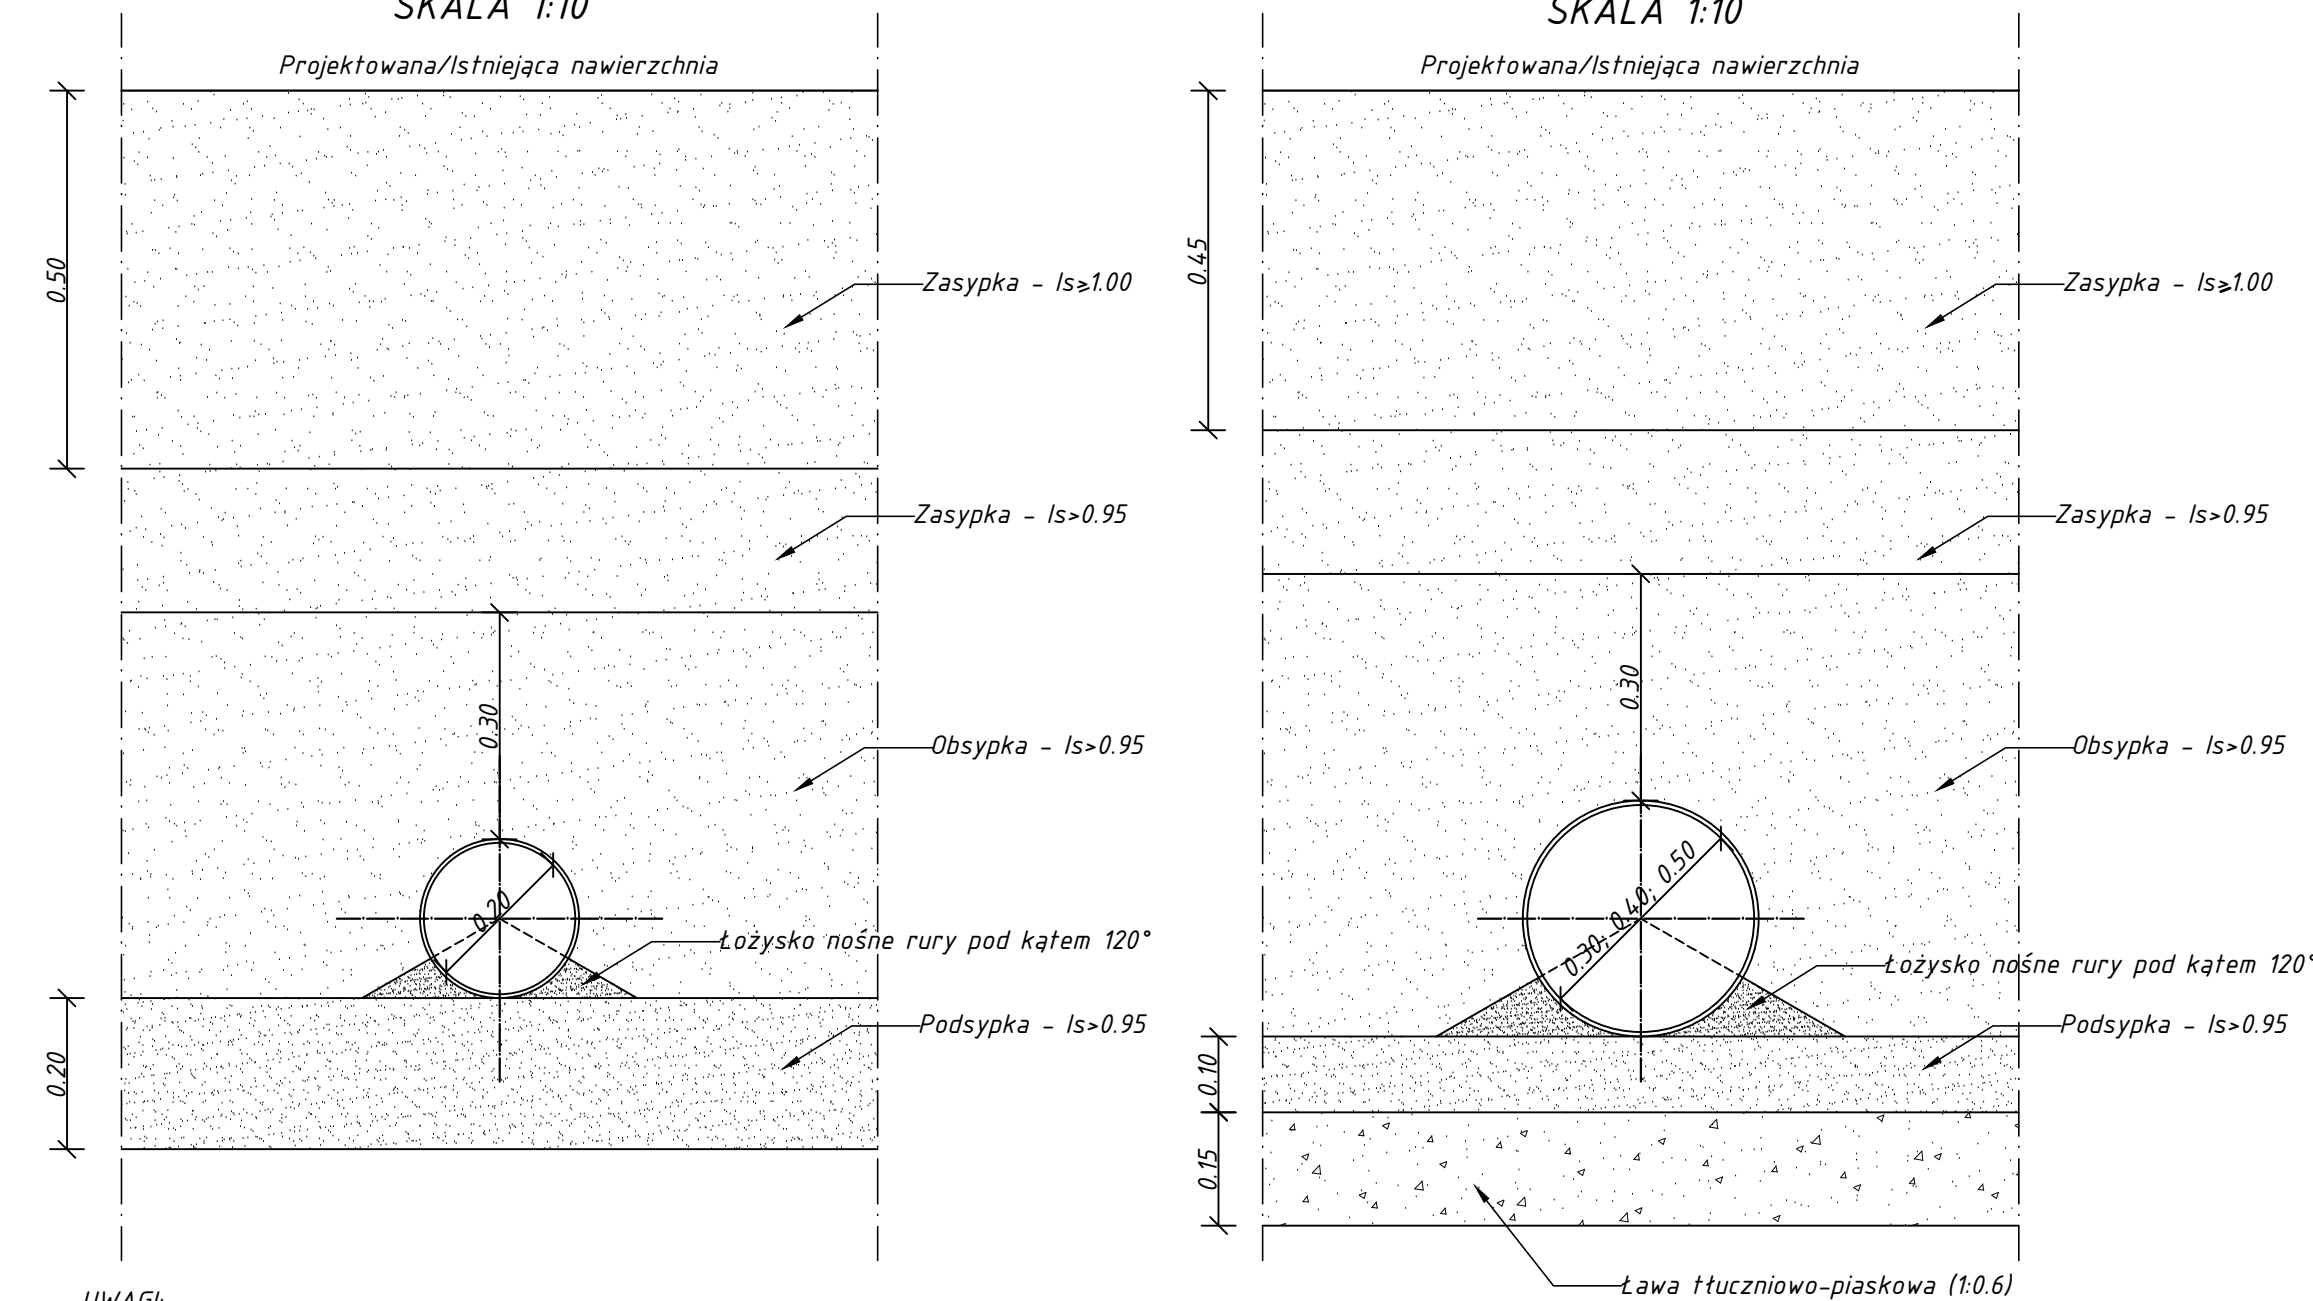 SKALA 1:10
Projektowana/Istniejąca nawierzchnia
0.50
Zasypka - Is⩾1.00
Zasypka - Is>0.95
0.30
Obsypka - Is>0.95
0.20
Łożysko nośne rury pod kątem 120°
Podsypka - Is>0.95
0.20
UWAGI:
SKALA 1:10
Projektowana/Istniejąca nawierzchnia
0.45
Zasypka - Is⩾1.00
Zasypka - Is>0.95
0.30
Obsypka - Is>0.95
0.30; 0.40; 0.50
Łożysko nośne rury pod kątem 120°
Podsypka - Is>0.95
0.10
0.15
Ława tłuczniowo-piaskowa (1:0.6)